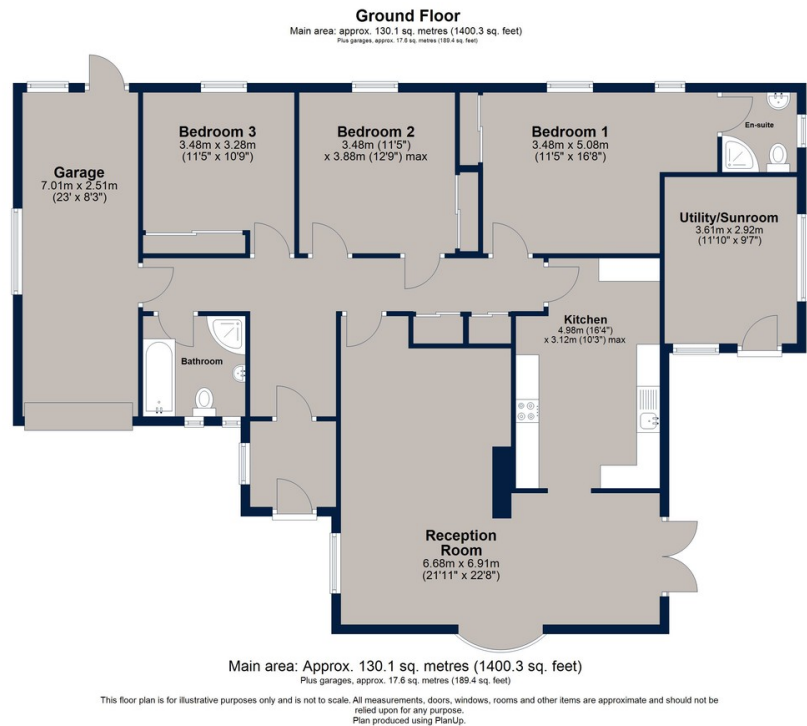 Ground Floor
Main area: approx. 130.1 sq. metres (1400.3 sq. feet)
Plus garages, approx. 17.6 sq. metres (189.4 sq. feet)
Bedroom 3
3.48m x 3.28m
(11'5" x 10'9")
Bedroom 2
3.48m (11'5")
x 3.88m (12'9") max
Bedroom 1
3.48m x 5.08m
(11'5" x 16'8")
En-suite
Garage
7.01m x 2.51m
(23' x 8'3")
Utility/Sunroom
3.61m x 2.92m
(11'10" x 9'7")
Kitchen
4.98m (16'4")
x 3.12m (10'3") max
Bathroom
Reception
Room
6.68m x 6.91m
(21'11" x 22'8")
Main area: Approx. 130.1 sq. metres (1400.3 sq. feet)
Plus garages, approx. 17.6 sq. metres (189.4 sq. feet)
This floor plan is for illustrative purposes only and is not to scale. All measurements, doors, windows, rooms and other items are approximate and should not be
relied upon for any purpose.
Plan produced using PlanUp.